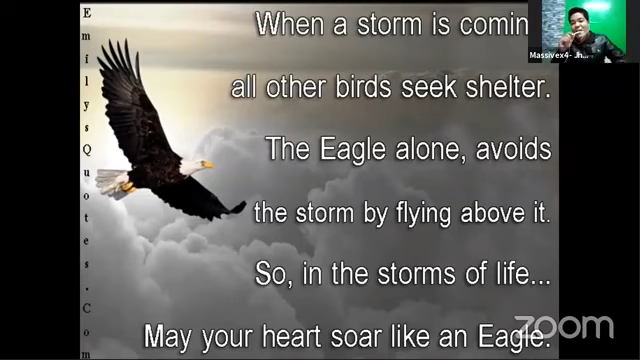 When a storm is comin
all other birds seek shelter.
The Eagle alone, avoids
the storm by flying above it.
So, in the storms of life...
May your heart soar like an Eagle.
EmilysQuotes.Com
Massivex4-
zoom